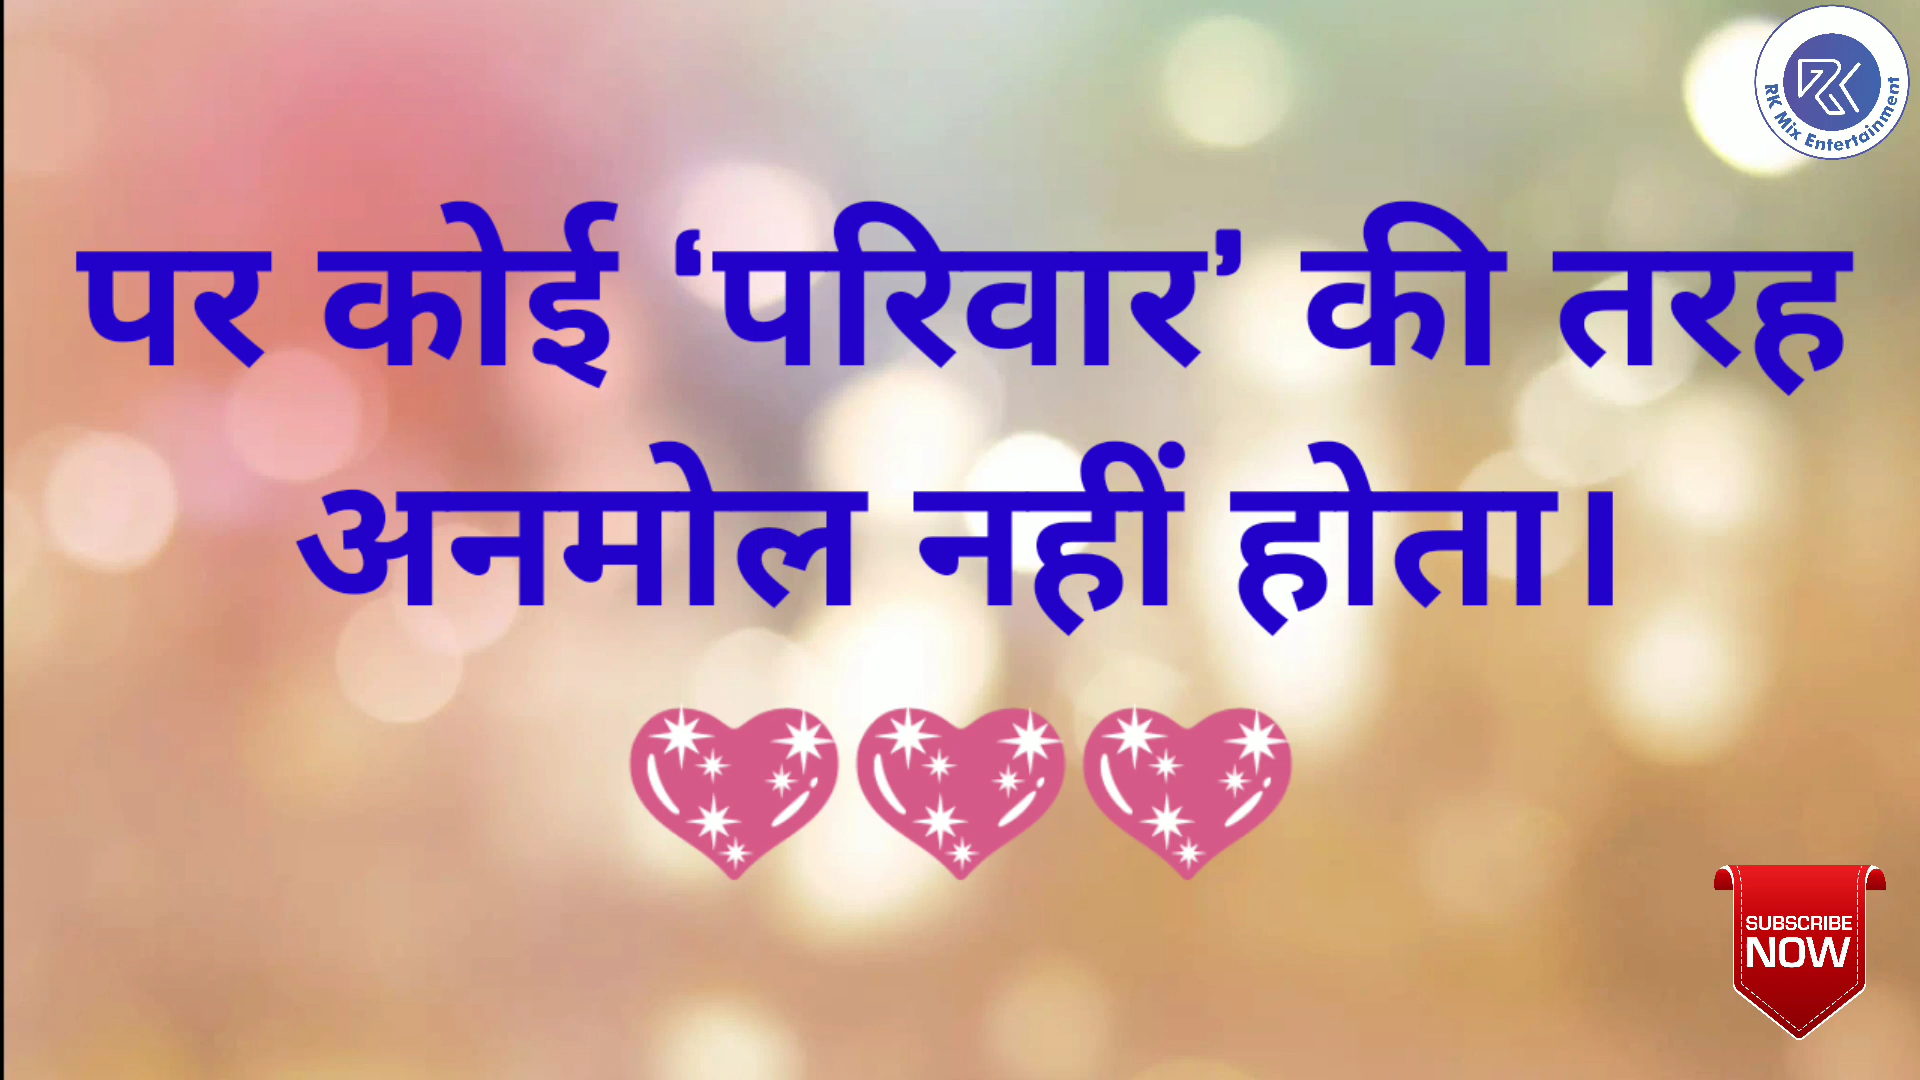 RK Mix Entertainment
पर कोई ‘परिवार’ की तरह
अनमोल नहीं होता।
SUBSCRIBE
NOW